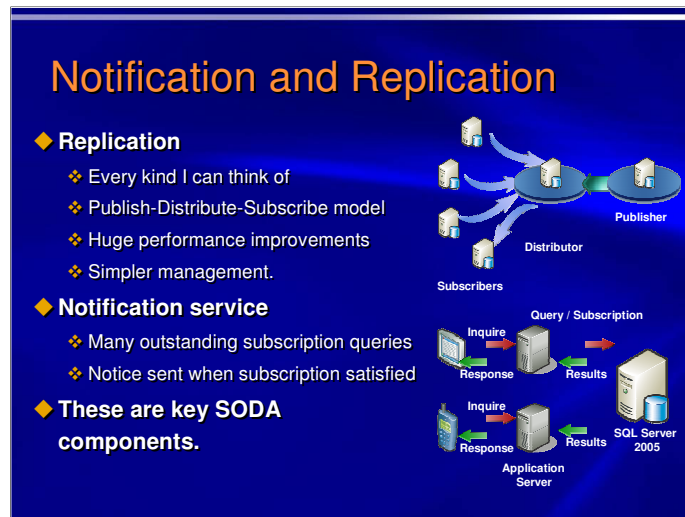 Notification and Replication
Replication
Every kind I can think of
Publish-Distribute-Subscribe model
Huge performance improvements
Simpler management.
Notification service
Many outstanding subscription queries
Notice sent when subscription satisfied
These are key SODA
components.
Publisher
Distributor
Subscribers
Query / Subscription
Inquire
Response
Results
Inquire
Response
Results
SQL Server
2005
Application
Server